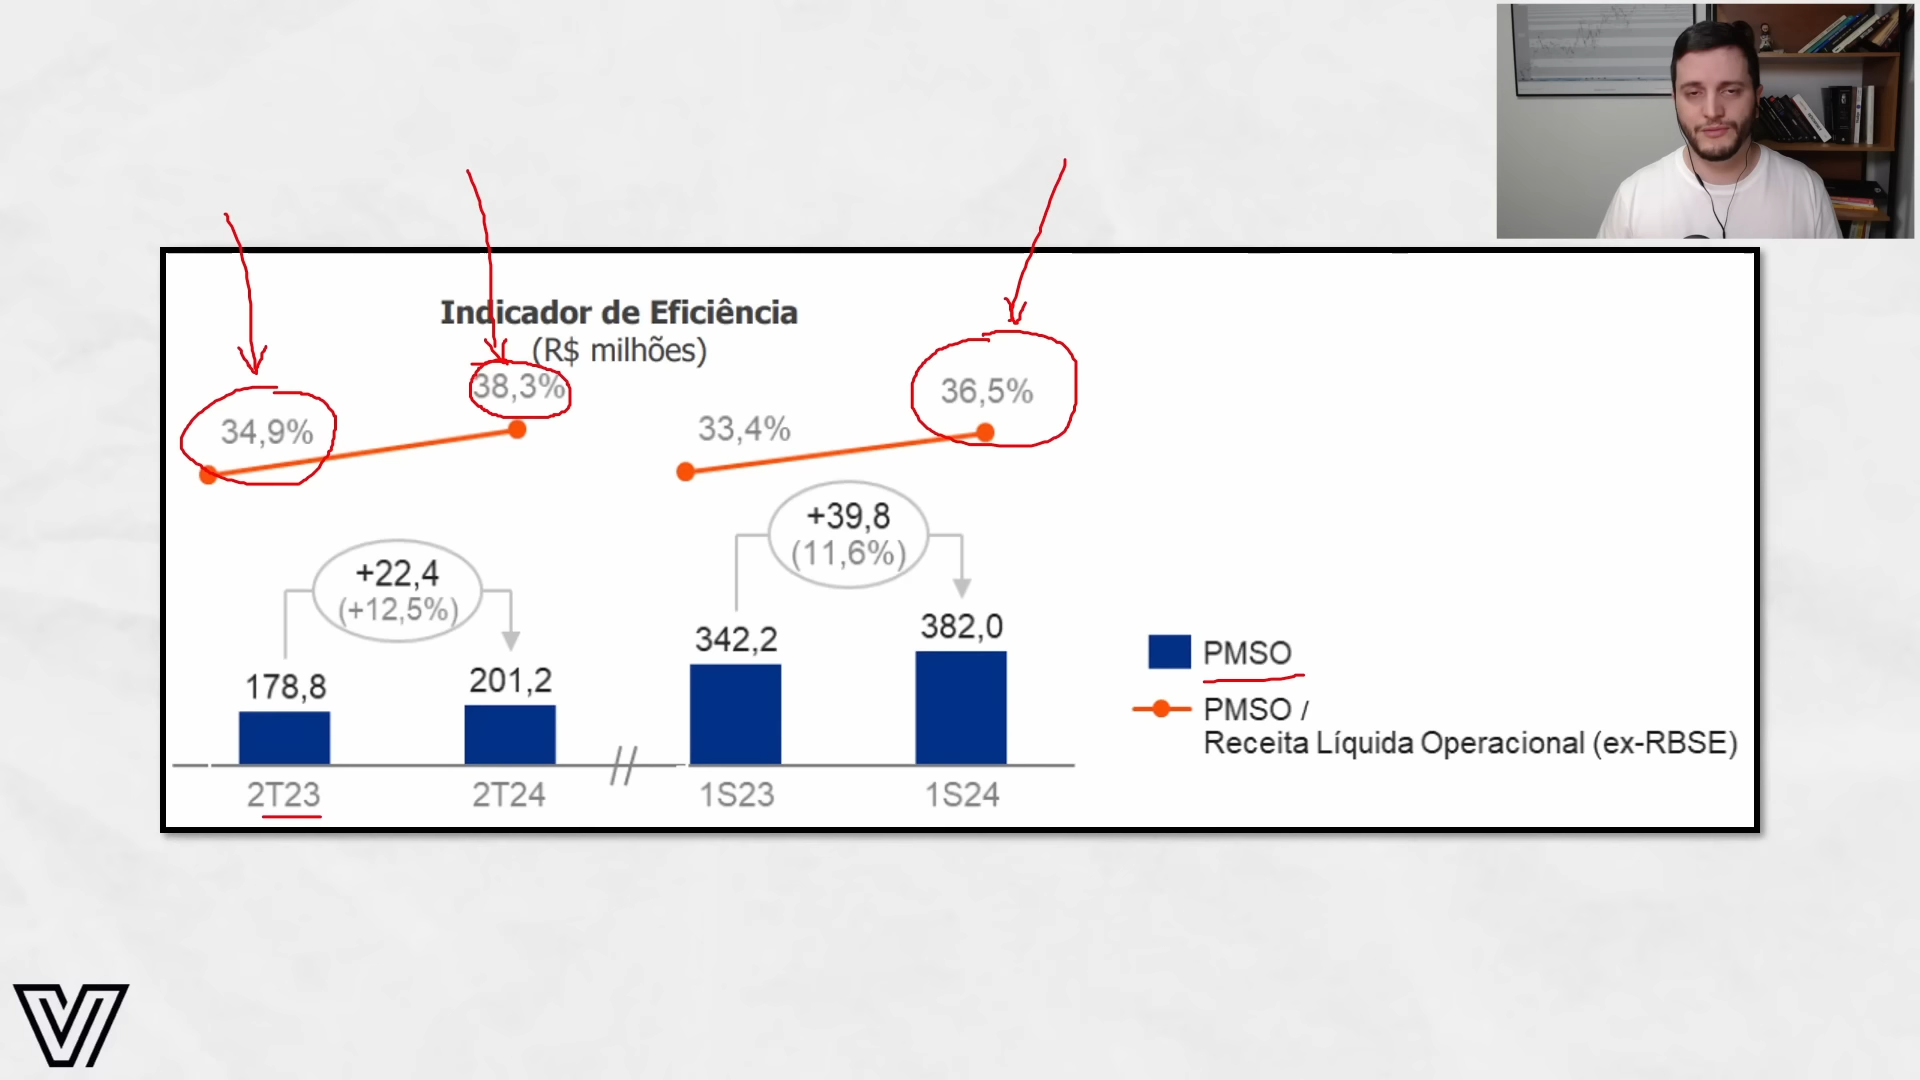 Indicador de Eficiência
(R$ milhões)
34,9%
38,3%
33,4%
36,5%
+22,4
(+12,5%)
+39,8
(11,6%)
178,8
201,2
342,2
382,0
2T23
2T24
1S23
1S24
PMSO
PMSO /
Receita Líquida Operacional (ex-RBSE)